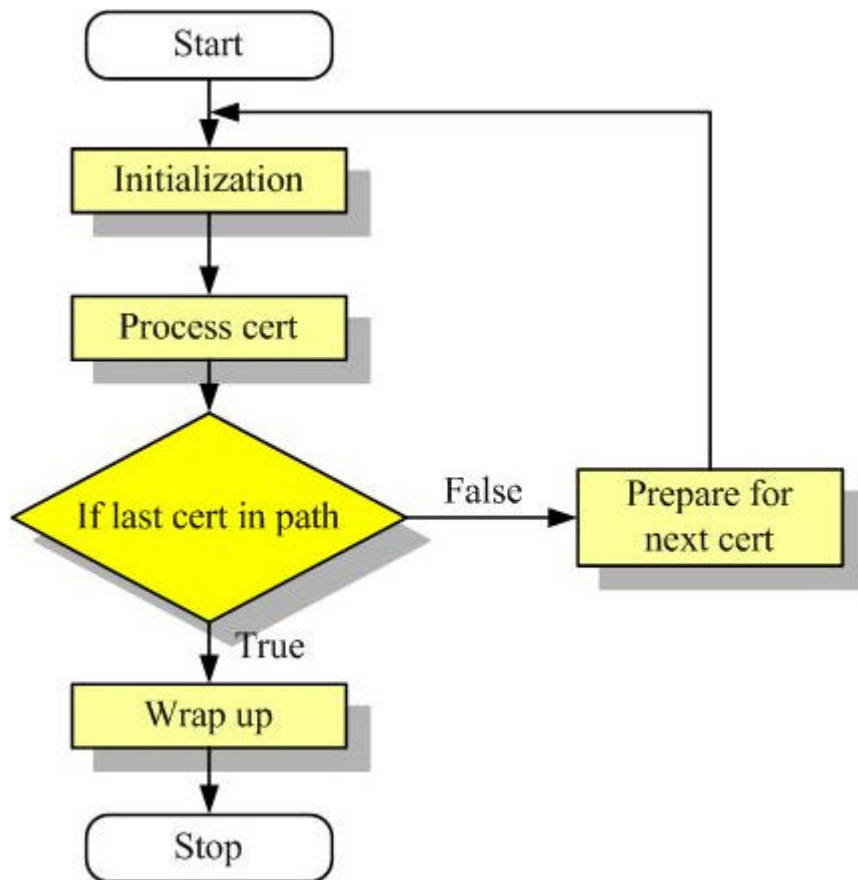 Start
Initialization
Process cert
If last cert in path
False
Prepare for
next cert
True
Wrap up
Stop